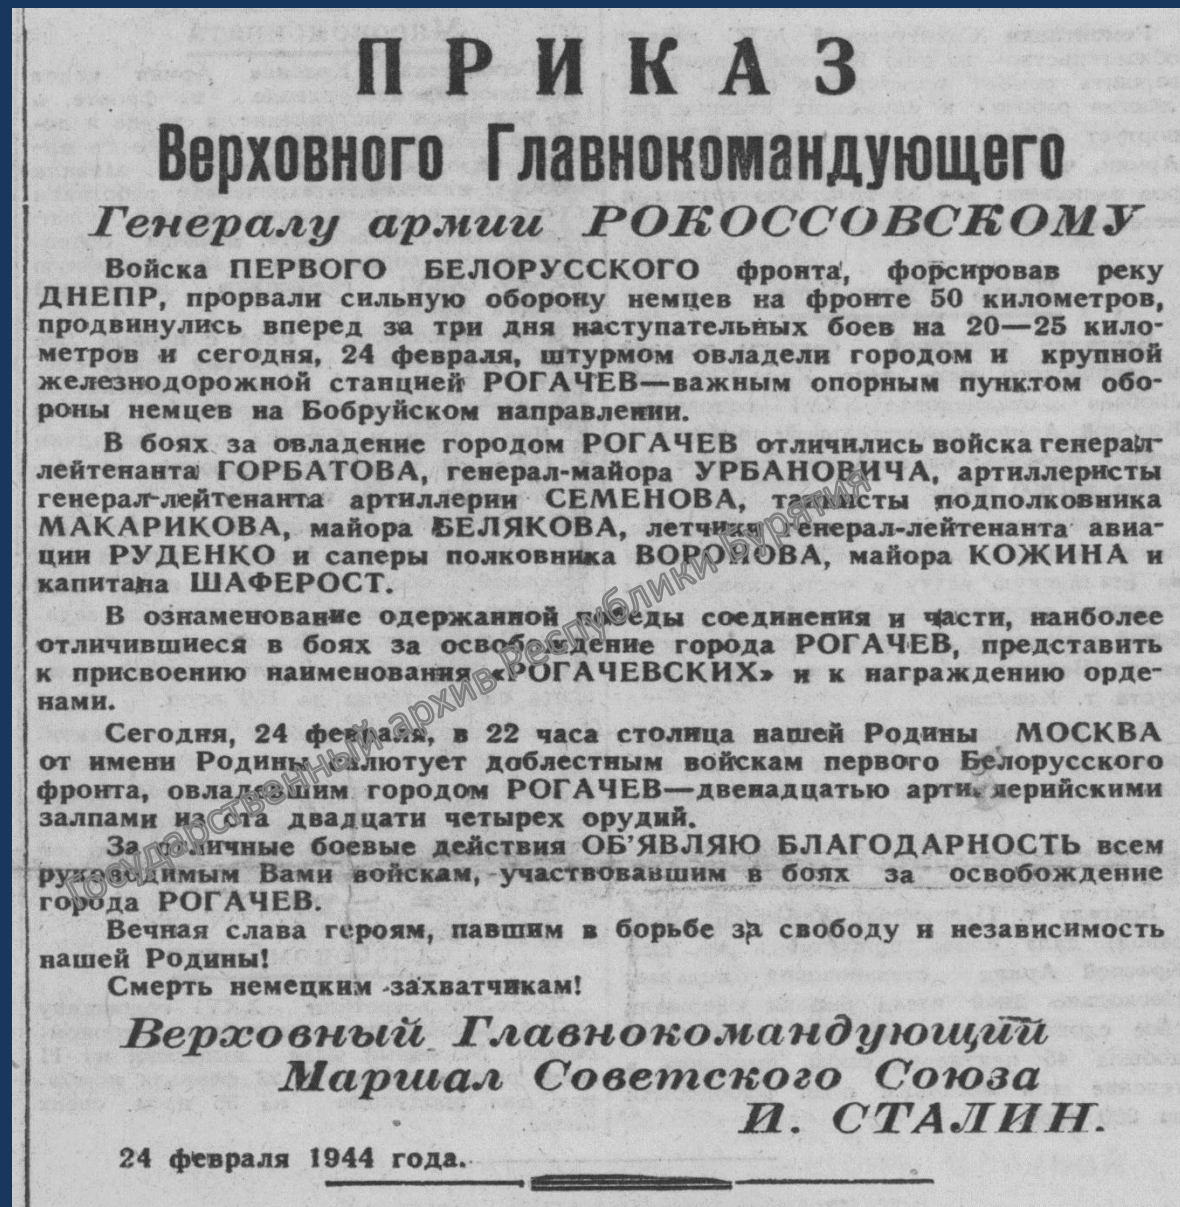 ПРИКАЗ
Верховного Главнокомандующего
Генералу армии РОКОССОВСКОМУ
Войска ПЕРВОГО БЕЛОРУССКОГО фронта, форсировав реку
ДНЕПР, прорвали сильную оборону немцев на фронте 50 километров,
продвинулись вперед за три дня наступательных боев на 20—25 кило-
метров и сегодня, 24 февраля, штурмом овладели городом и крупной
железнодорожной станцией РОГАЧЕВ—важным опорным пунктом обо-
роны немцев на Бобруйском направлении.
В боях за овладение городом РОГАЧЕВ отличились войска генерал-
лейтенанта ГОРБАТОВА, генерал-майора УРБАНОВИЧА, артиллеристы
генерал-лейтенанта артиллерии СЕМЕНОВА, танкисты подполковника
МАКАРИКОВА, майора БЕЛЯКОВА, летчики генерал-лейтенанта авиа-
ции РУДЕНКО и саперы полковника ВОРОНОВА, майора КОЖИНА и
капитана ШАФЕРОСТ.
В ознаменование одержанной победы соединения и части, наиболее
отличившиеся в боях за освобождение города РОГАЧЕВ, представить
к присвоению наименования «РОГАЧЕВСКИХ» и к награждению орде-
нами.
Сегодня, 24 февраля, в 22 часа столица нашей Родины МОСКВА
от имени Родины салютует доблестным войскам первого Белорусского
фронта, овладевшим городом РОГАЧЕВ—двенадцатью артиллерийскими
залпами из ста двадцати четырех орудий.
За отличные боевые действия ОБ'ЯВЛЯЮ БЛАГОДАРНОСТЬ всем
руководимым Вами войскам, участвовавшим в боях за освобождение
города РОГАЧЕВ.
Вечная слава героям, павшим в борьбе за свободу и независимость
нашей Родины!
Смерть немецким захватчикам!
Верховный Главнокомандующий
Маршал Советского Союза
И. СТАЛИН.
24 февраля 1944 года.
Государственный архив Республики Бурятия